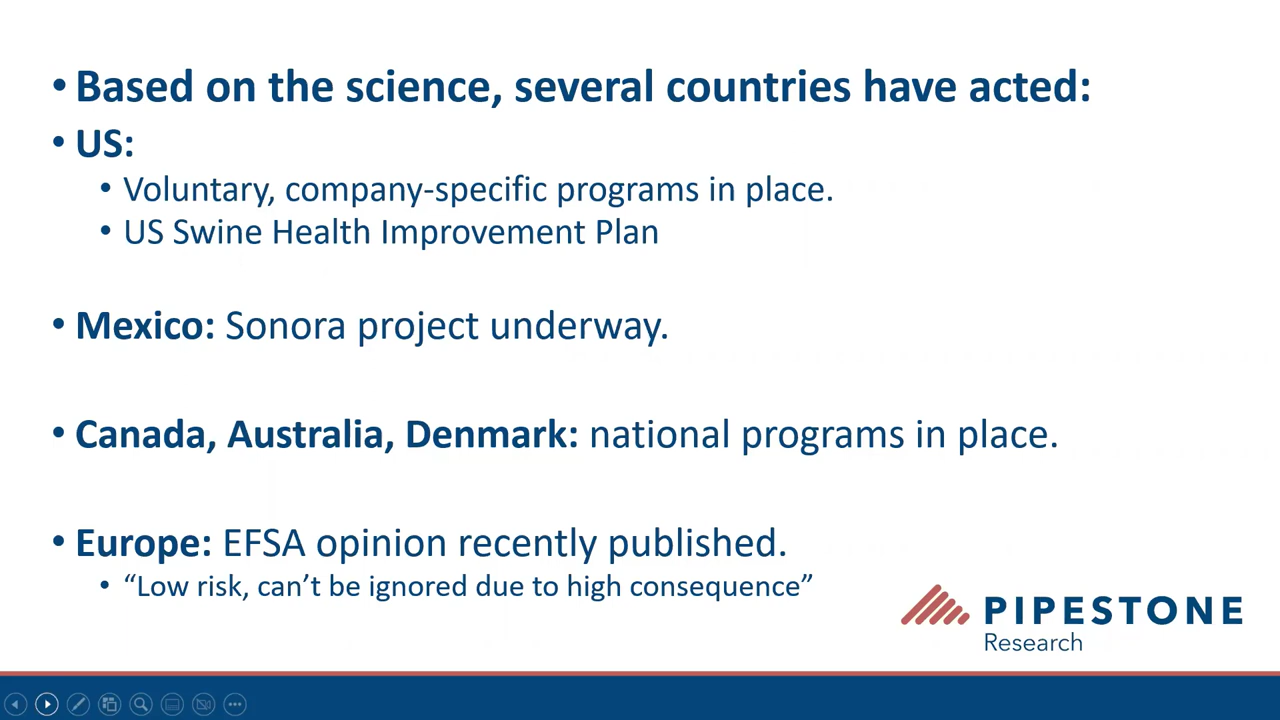 • Based on the science, several countries have acted:
• US:
• Voluntary, company-specific programs in place.
• US Swine Health Improvement Plan
• Mexico: Sonora project underway.
• Canada, Australia, Denmark: national programs in place.
• Europe: EFSA opinion recently published.
• “Low risk, can’t be ignored due to high consequence”
PIPESTONE
Research